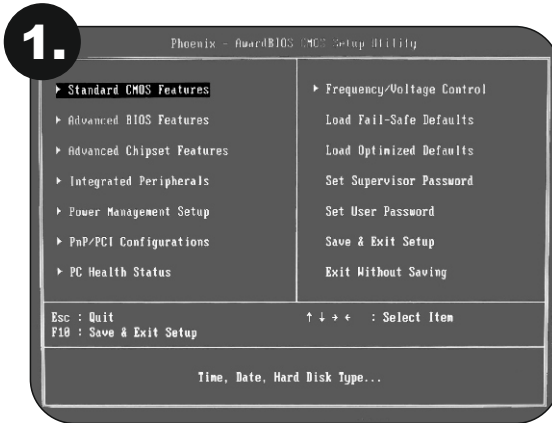 1.
Phoenix - AwardBIOS CMOS Setup Utility
▸ Standard CMOS Features
▸ Advanced BIOS Features
▸ Advanced Chipset Features
▸ Integrated Peripherals
▸ Power Management Setup
▸ PnP/PCI Configurations
▸ PC Health Status
▸ Frequency/Voltage Control
Load Fail-Safe Defaults
Load Optimized Defaults
Set Supervisor Password
Set User Password
Save & Exit Setup
Exit Without Saving
Esc : Quit
F10 : Save & Exit Setup
↑ ↓ → ← : Select Item
Time, Date, Hard Disk Type...